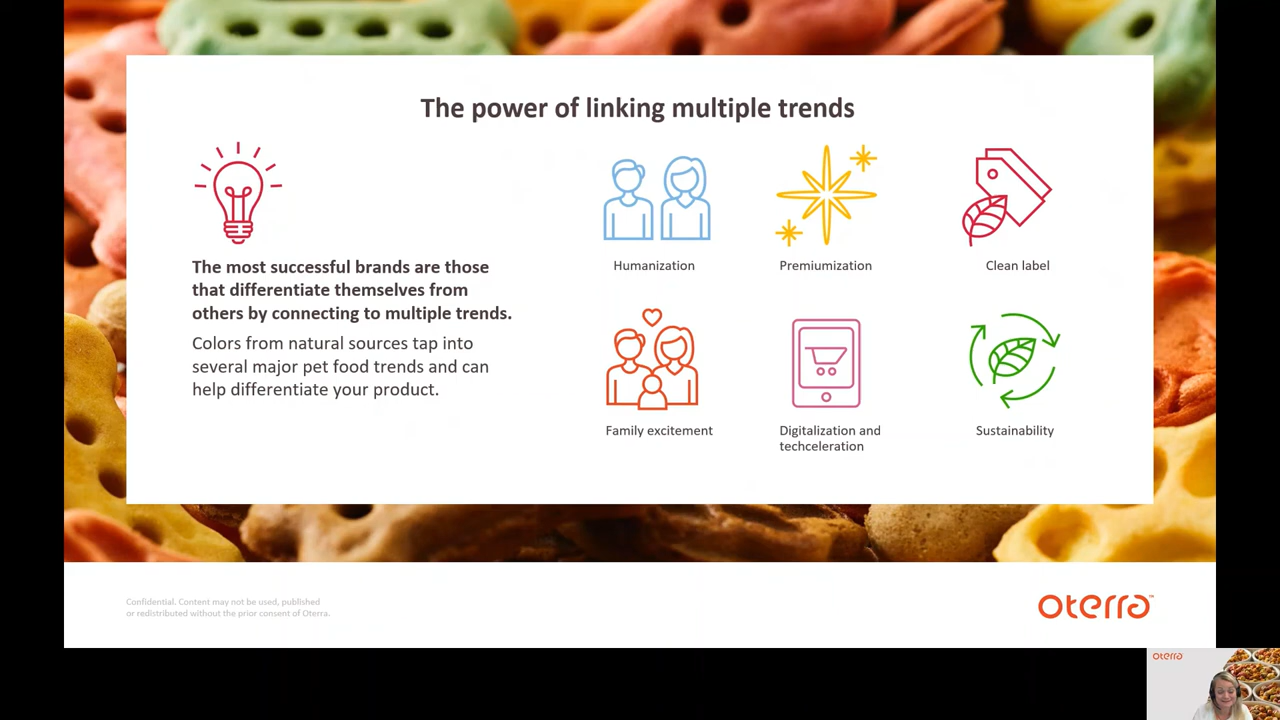 The power of linking multiple trends
The most successful brands are those
that differentiate themselves from
others by connecting to multiple trends.
Colors from natural sources tap into
several major pet food trends and can
help differentiate your product.
Humanization
Premiumization
Clean label
Family excitement
Digitalization and
techceleration
Sustainability
Confidential. Content may not be used, published
or redistributed without the prior consent of Oterra.
oterra™
oterra